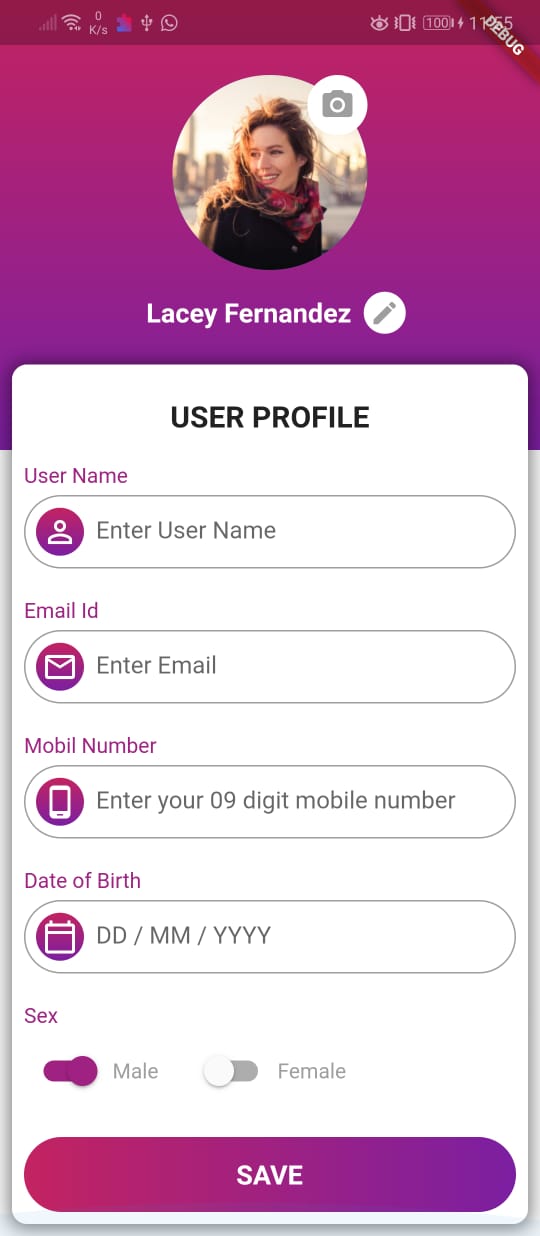 0
K/s
100
11:55
DEBUG
Lacey Fernandez
USER PROFILE
User Name
Enter User Name
Email Id
Enter Email
Mobil Number
Enter your 09 digit mobile number
Date of Birth
DD / MM / YYYY
Sex
Male Female
SAVE